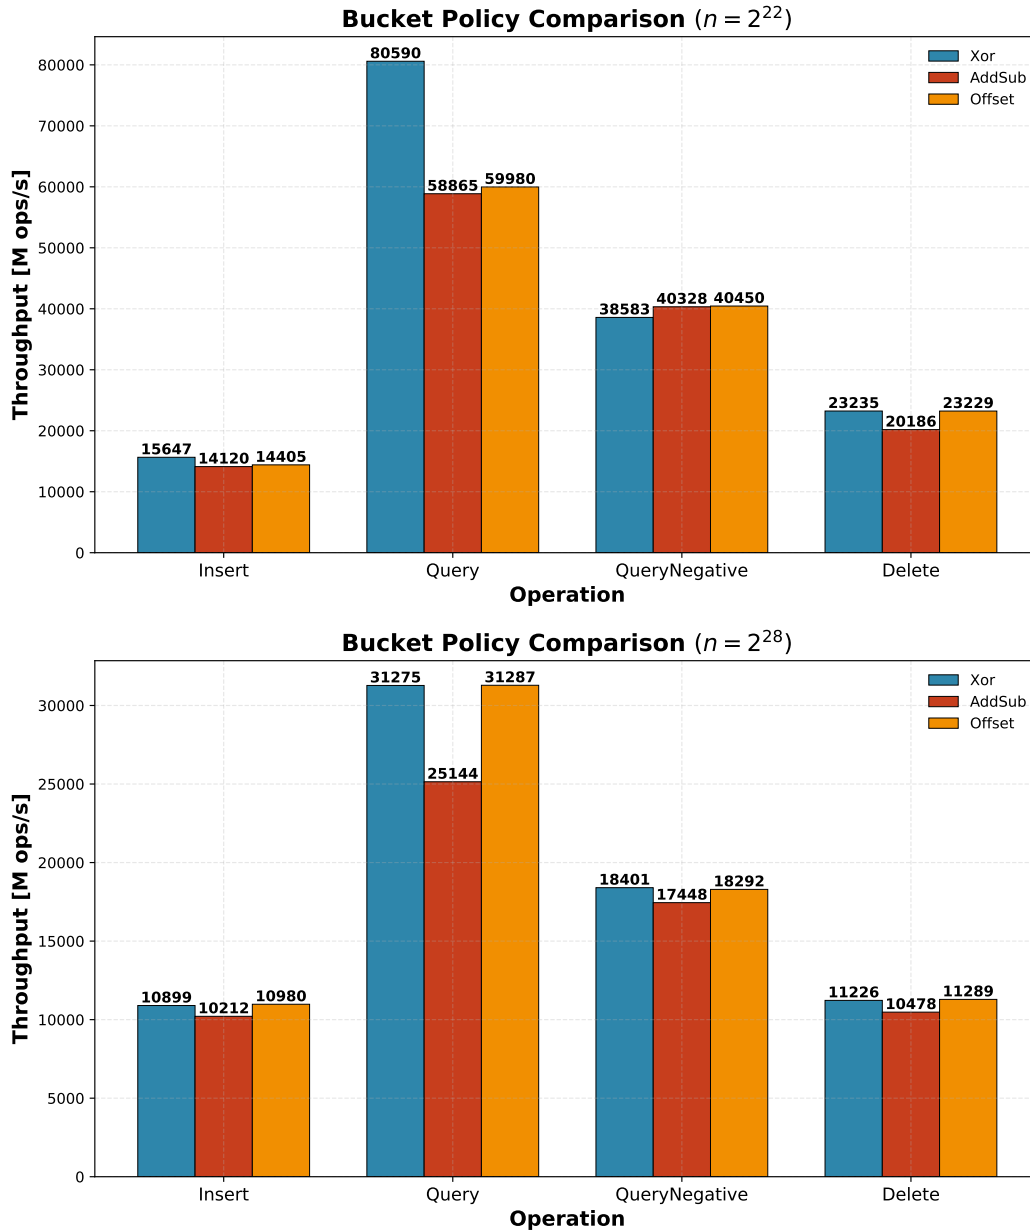 Bucket Policy Comparison (n = 2^22)
80590
80000
Xor
AddSub
Offset
70000
60000
58865 59980
50000
40000
38583 40328 40450
30000
23235 20186 23229
20000
15647 14120 14405
10000
0
Throughput [M ops/s]
Insert Query QueryNegative Delete
Operation
Bucket Policy Comparison (n = 2^28)
31275 31287
Xor
AddSub
Offset
30000
25144
25000
20000
18401 17448 18292
15000
10899 10212 10980
11226 10478 11289
10000
5000
0
Throughput [M ops/s]
Insert Query QueryNegative Delete
Operation